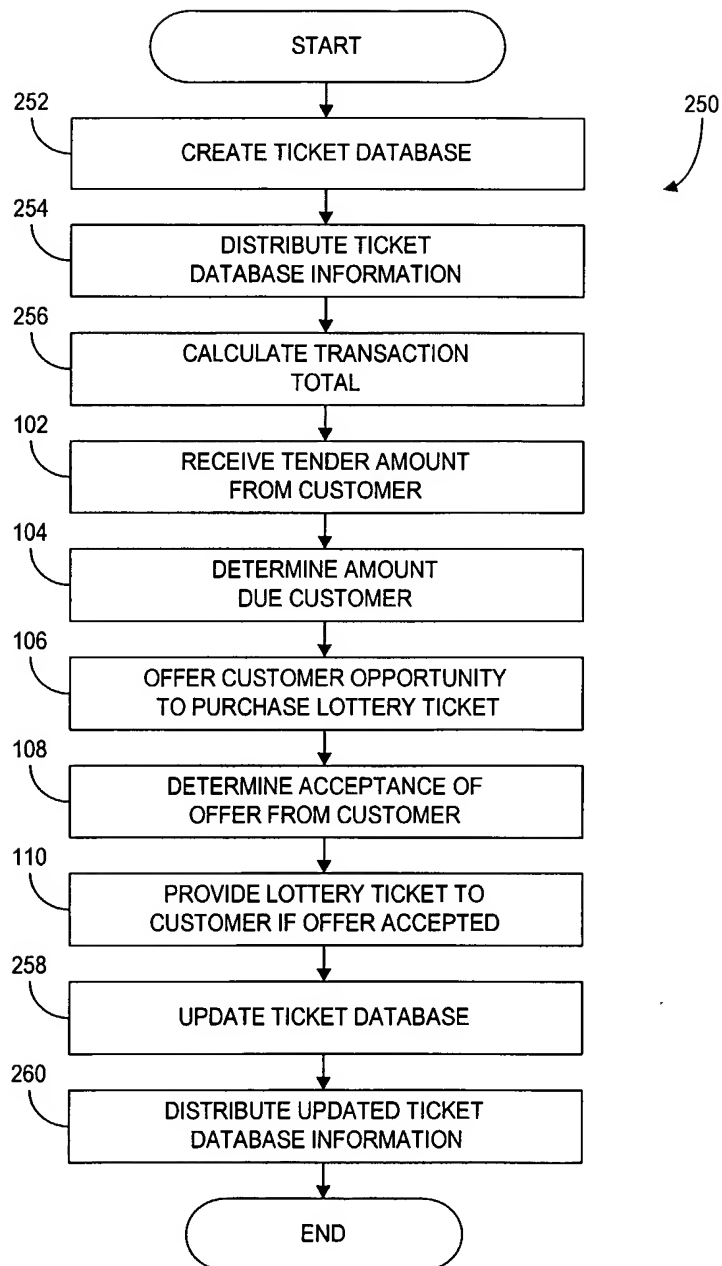 START
252
250
CREATE TICKET DATABASE
254
DISTRIBUTE TICKET
DATABASE INFORMATION
256
CALCULATE TRANSACTION
TOTAL
102
RECEIVE TENDER AMOUNT
FROM CUSTOMER
104
DETERMINE AMOUNT
DUE CUSTOMER
106
OFFER CUSTOMER OPPORTUNITY
TO PURCHASE LOTTERY TICKET
108
DETERMINE ACCEPTANCE OF
OFFER FROM CUSTOMER
110
PROVIDE LOTTERY TICKET TO
CUSTOMER IF OFFER ACCEPTED
258
UPDATE TICKET DATABASE
260
DISTRIBUTE UPDATED TICKET
DATABASE INFORMATION
END